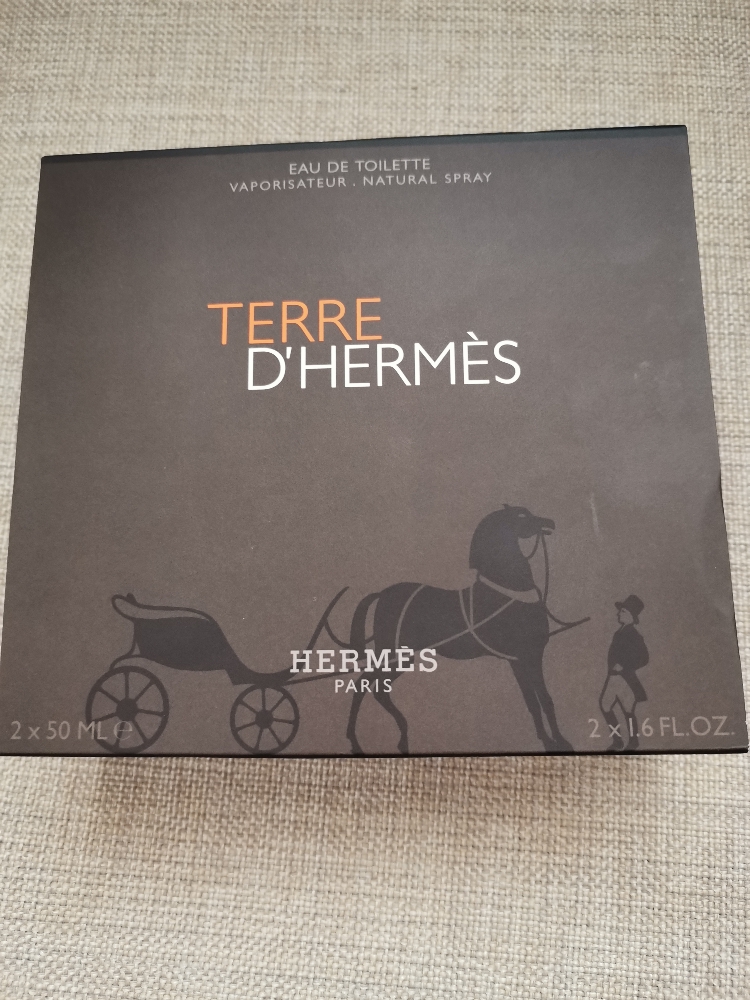 EAU DE TOILETTE
VAPORISATEUR . NATURAL SPRAY
TERRE
D'HERMÈS
HERMÈS
PARIS
2 x 50 ML ℮
2 x 1.6 FL.OZ.